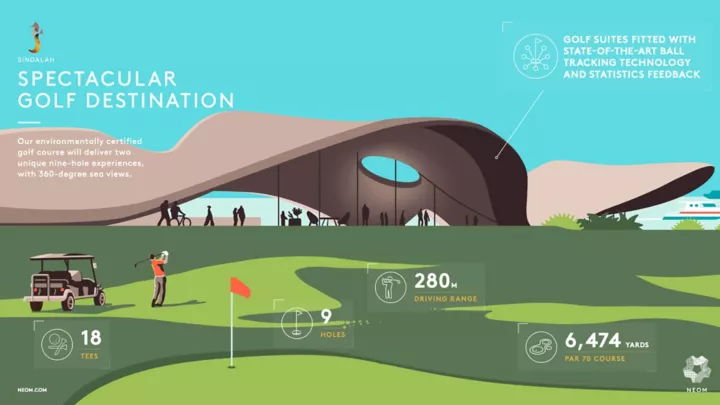 SINDALAH
SPECTACULAR
GOLF DESTINATION
Our environmentally certified
golf course will deliver two
unique nine-hole experiences,
with 360-degree sea views.
GOLF SUITES FITTED WITH
STATE-OF-THE-ART BALL
TRACKING TECHNOLOGY
AND STATISTICS FEEDBACK
280M
DRIVING RANGE
9
HOLES
18
TEES
6,474 YARDS
PAR 70 COURSE
NEOM.COM
NEOM